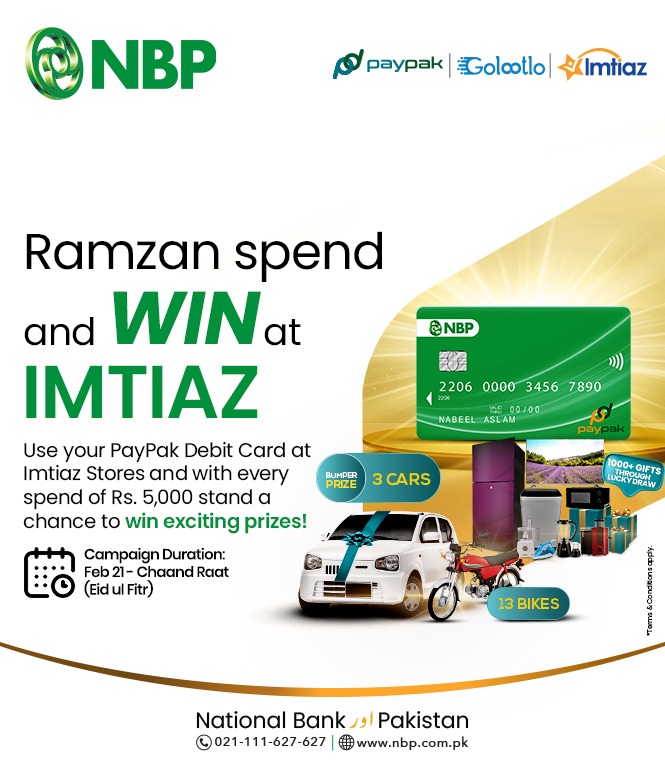 NBP
paypak | Golootlo | Imtiaz
Ramzan spend
and WIN at
IMTIAZ
Use your PayPak Debit Card at
Imtiaz Stores and with every
spend of Rs. 5,000 stand a
chance to win exciting prizes!
Campaign Duration:
Feb 21 - Chaand Raat
(Eid ul Fitr)
NBP
2206 0000 3456 7890
2206
VALID THRU 00/00
NABEEL ASLAM
paypak
BUMPER
PRIZE
3 CARS
1000+ GIFTS
THROUGH
LUCKY DRAW
13 BIKES
*Terms & Conditions apply.
National Bank اور Pakistan
021-111-627-627 | www.nbp.com.pk